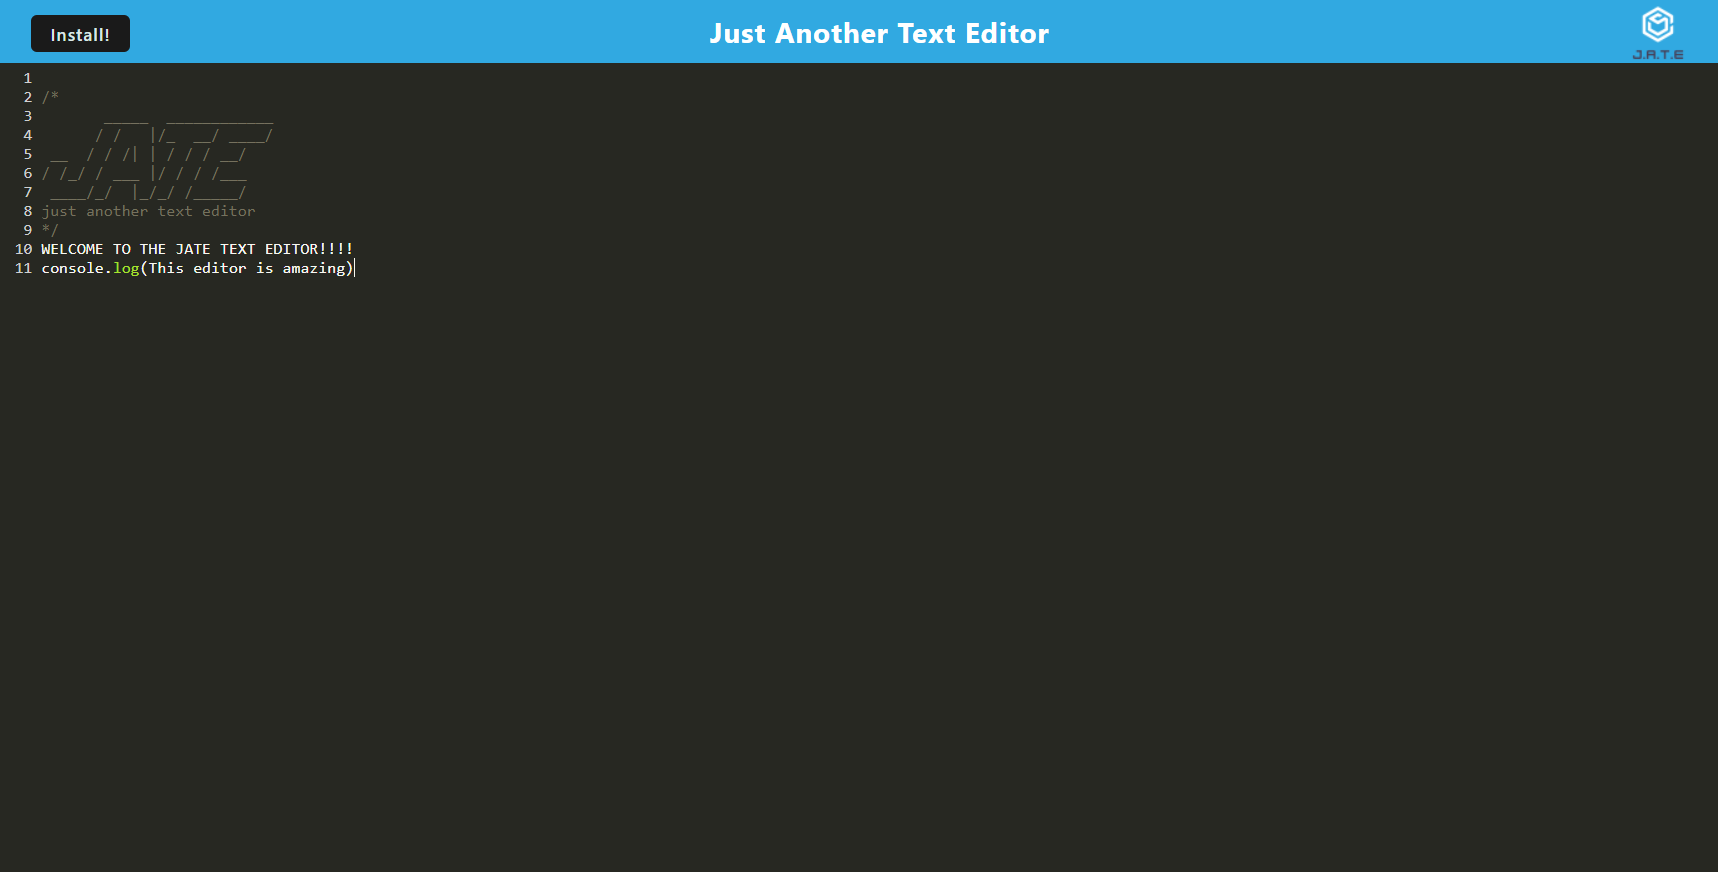 Install!
Just Another Text Editor
J.A.T.E
1
2 /*
3        _____  ____________
4       / /   |/_  __/ ____/
5  __  / / /| | / / / __/
6 / /_/ / ___ |/ / / /___
7  ____/_/  |_/_/ /_____/
8 just another text editor
9 */
10 WELCOME TO THE JATE TEXT EDITOR!!!!
11 console.log(This editor is amazing)